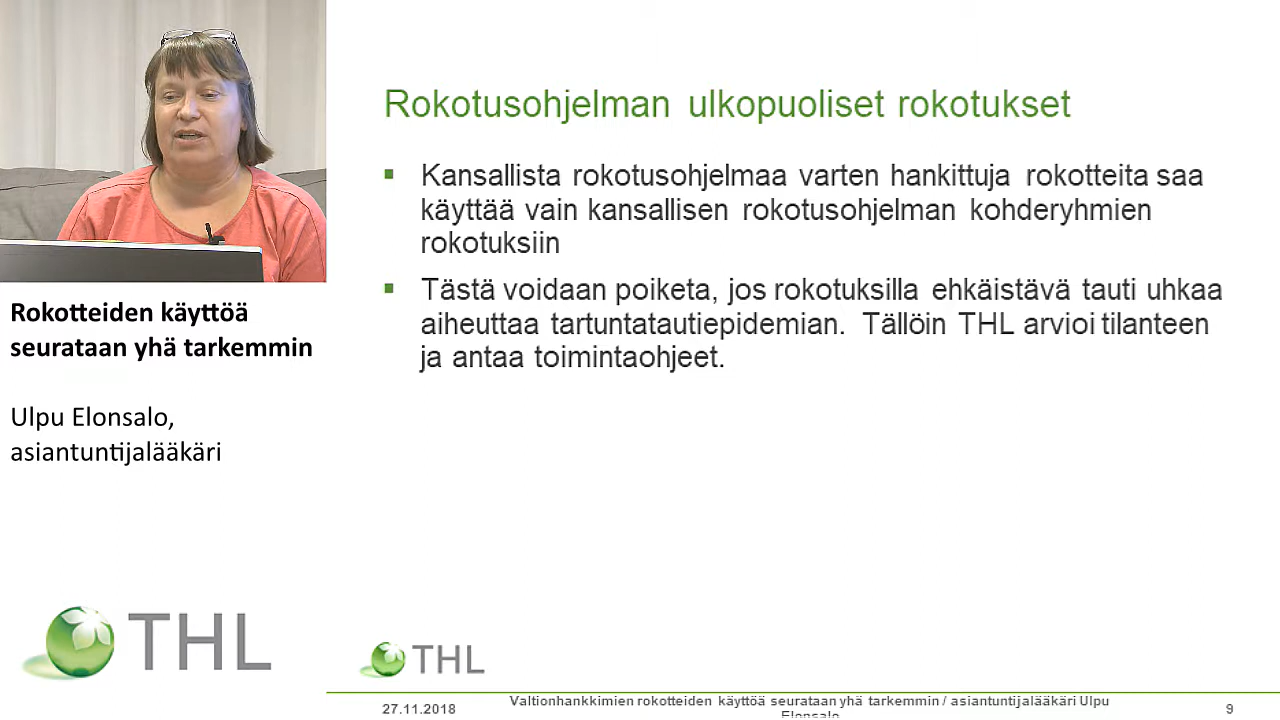 Rokotusohjelman ulkopuoliset rokotukset
Kansallista rokotusohjelmaa varten hankittuja rokotteita saa
käyttää vain kansallisen rokotusohjelman kohderyhmien
rokotuksiin
Tästä voidaan poiketa, jos rokotuksilla ehkäistävä tauti uhkaa
aiheuttaa tartuntatautiepidemian. Tällöin THL arvioi tilanteen
ja antaa toimintaohjeet.
Rokotteiden käyttöä
seurataan yhä tarkemmin
Ulpu Elonsalo,
asiantuntijalääkäri
THL
THL
27.11.2018
Valtionhankkimien rokotteiden käyttöä seurataan yhä tarkemmin / asiantuntijalääkäri Ulpu
Elonsalo
9